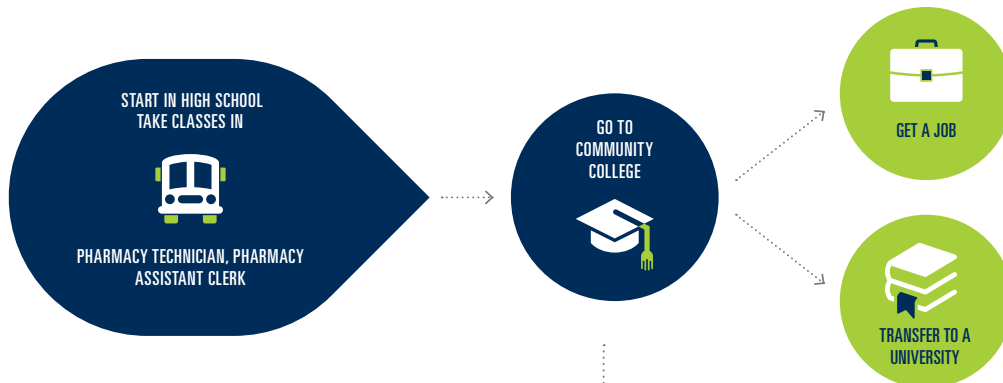 START IN HIGH SCHOOL
TAKE CLASSES IN
PHARMACY TECHNICIAN, PHARMACY
ASSISTANT CLERK
GO TO
COMMUNITY
COLLEGE
GET A JOB
TRANSFER TO A
UNIVERSITY